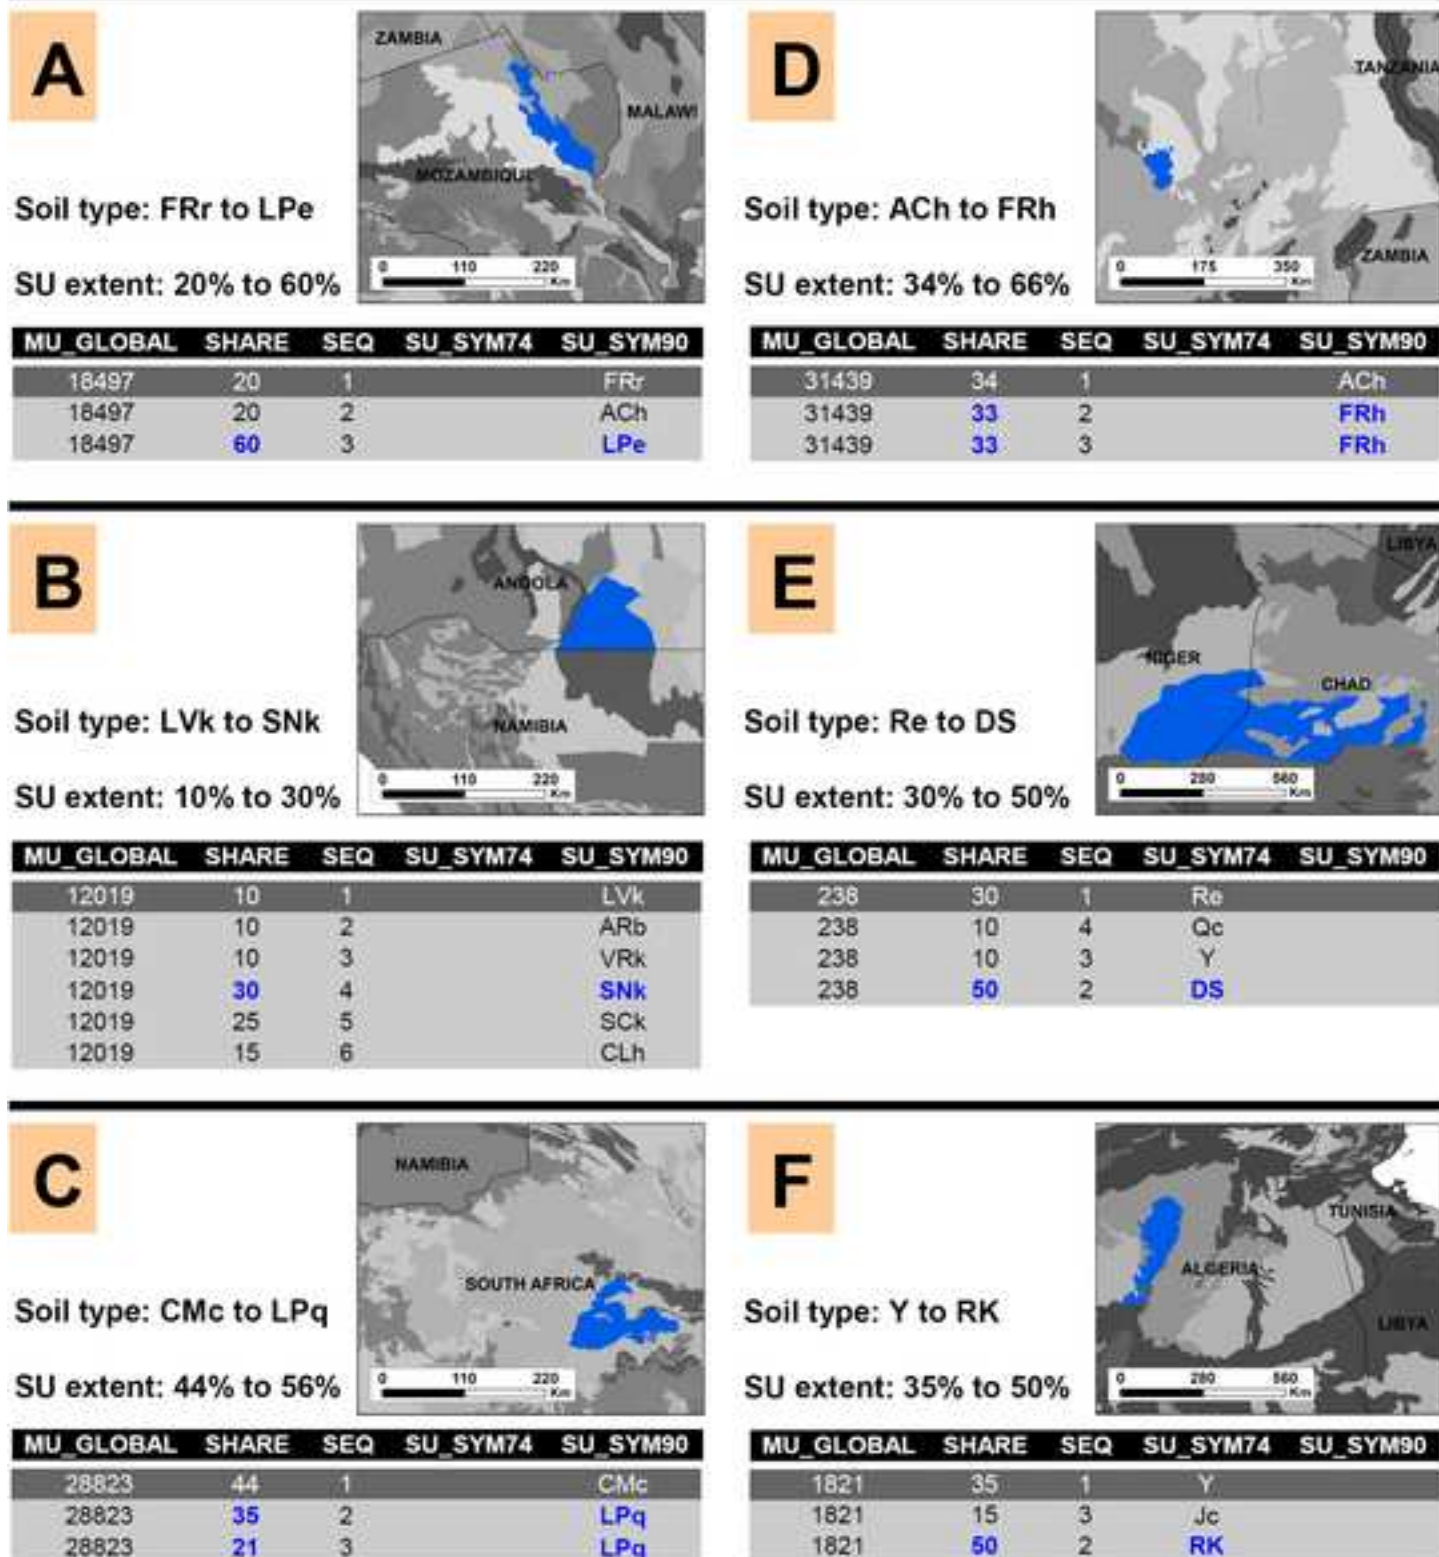 A
ZAMBIA
MALAWI
MOZAMBIQUE
0 110 220
Km
Soil type: FRr to LPe
SU extent: 20% to 60%
MU_GLOBAL SHARE SEQ SU_SYM74 SU_SYM90
18497 20 1 FRr
18497 20 2 ACh
18497 60 3 LPe
D
TANZANIA
ZAMBIA
0 175 350
Km
Soil type: ACh to FRh
SU extent: 34% to 66%
MU_GLOBAL SHARE SEQ SU_SYM74 SU_SYM90
31439 34 1 ACh
31439 33 2 FRh
31439 33 3 FRh
B
ANGOLA
NAMIBIA
0 110 220
Km
Soil type: LVk to SNk
SU extent: 10% to 30%
MU_GLOBAL SHARE SEQ SU_SYM74 SU_SYM90
12019 10 1 LVk
12019 10 2 ARb
12019 10 3 VRk
12019 30 4 SNk
12019 25 5 SCk
12019 15 6 CLh
E
LIBYA
NIGER
CHAD
0 280 560
Km
Soil type: Re to DS
SU extent: 30% to 50%
MU_GLOBAL SHARE SEQ SU_SYM74 SU_SYM90
238 30 1 Re
238 10 4 Qc
238 10 3 Y
238 50 2 DS
C
NAMIBIA
SOUTH AFRICA
0 110 220
Km
Soil type: CMc to LPq
SU extent: 44% to 56%
MU_GLOBAL SHARE SEQ SU_SYM74 SU_SYM90
28823 44 1 CMc
28823 35 2 LPq
28823 21 3 LPq
F
TUNISIA
ALGERIA
LIBYA
0 280 560
Km
Soil type: Y to RK
SU extent: 35% to 50%
MU_GLOBAL SHARE SEQ SU_SYM74 SU_SYM90
1821 35 1 Y
1821 15 3 Jc
1821 50 2 RK